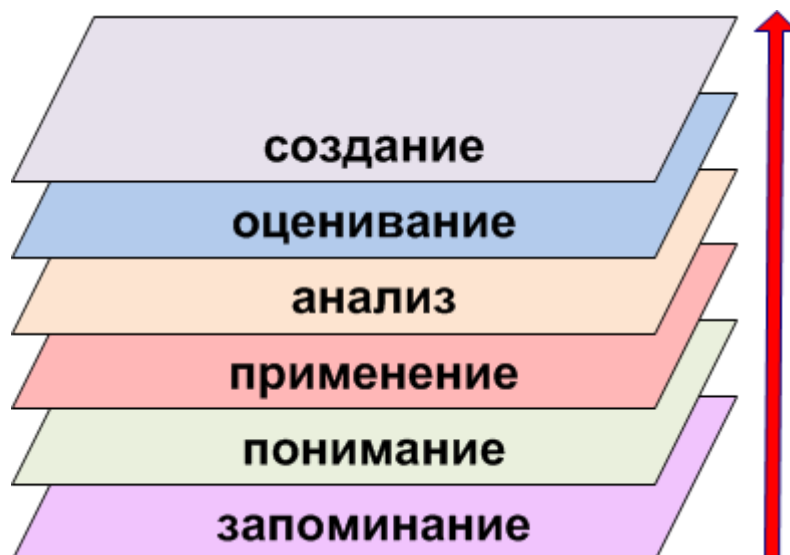 создание
оценивание
анализ
применение
понимание
запоминание